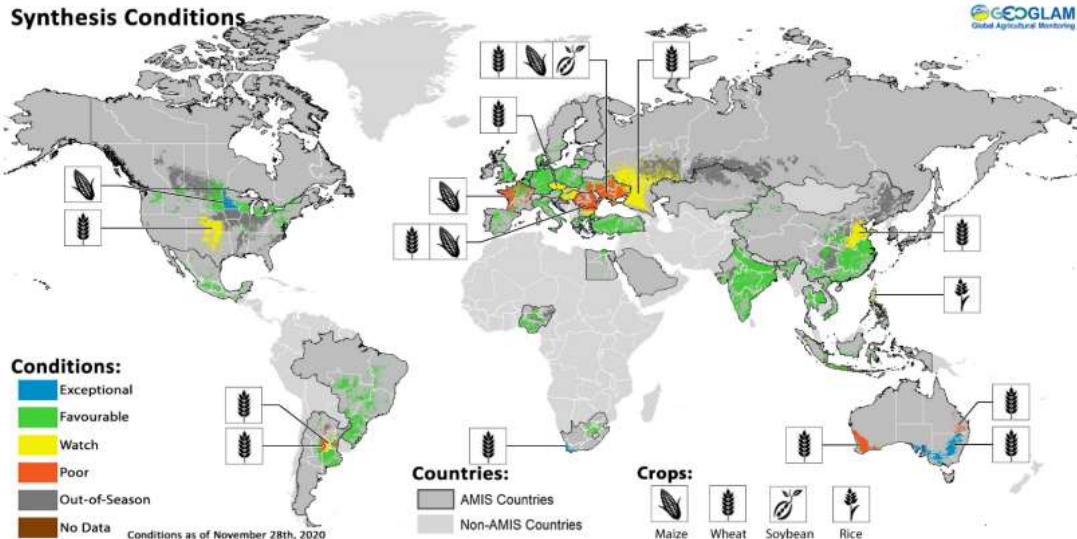 Synthesis Conditions
GEOGLAM
Global Agricultural Monitoring
Conditions:
Exceptional
Favourable
Watch
Poor
Out-of-Season
No Data
Conditions as of November 28th, 2020
Countries:
AMIS Countries
Non-AMIS Countries
Crops:
Maize Wheat Soybean Rice